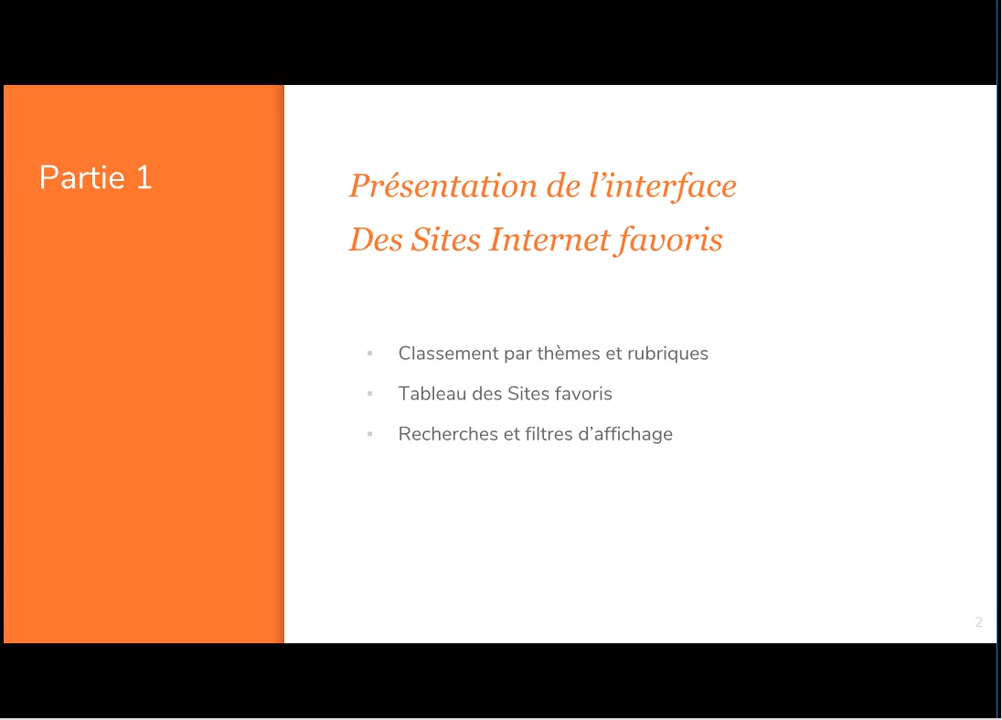 Partie 1
Présentation de l’interface
Des Sites Internet favoris
▪ Classement par thèmes et rubriques
▪ Tableau des Sites favoris
▪ Recherches et filtres d’affichage
2